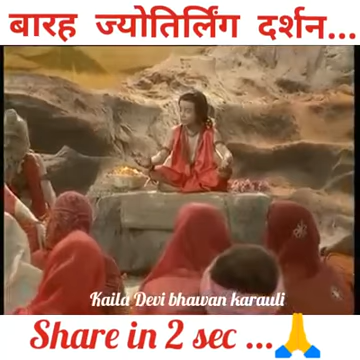 बारह ज्योतिर्लिंग दर्शन...
Kaila Devi bhawan karauli
Share in 2 sec ...🙏